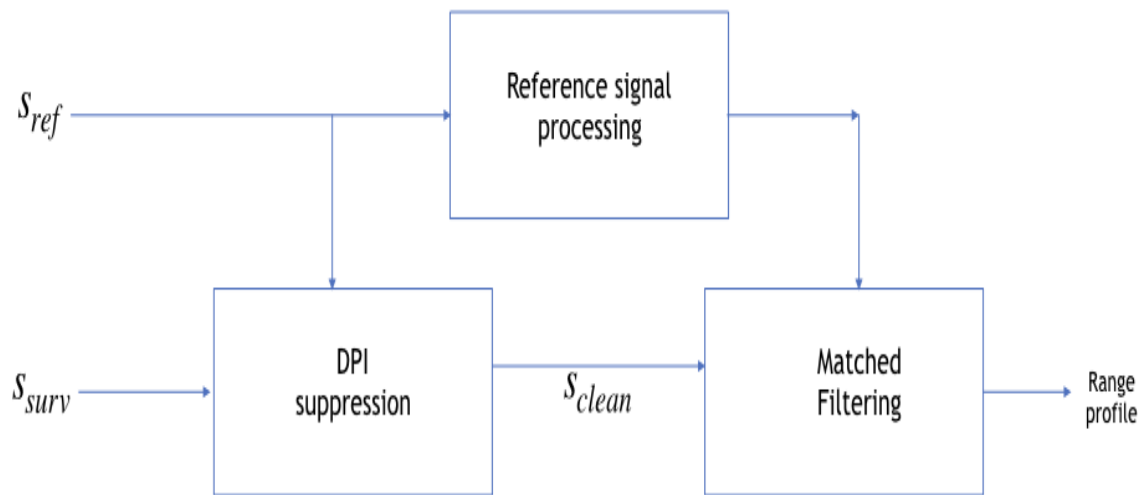 Reference signal
processing
s_ref
DPI
suppression
s_surv
s_clean
Matched
Filtering
Range
profile